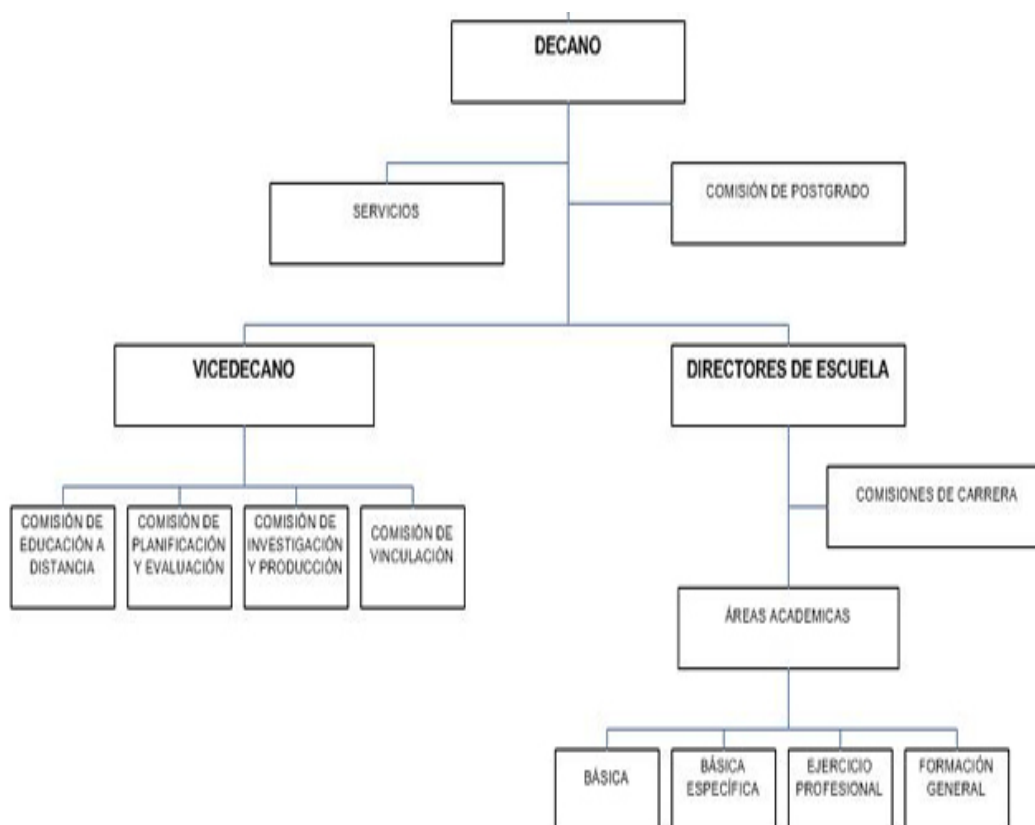 DECANO
SERVICIOS
COMISIÓN DE POSTGRADO
VICEDECANO
DIRECTORES DE ESCUELA
COMISIONES DE CARRERA
COMISIÓN DE
EDUCACIÓN A
DISTANCIA
COMISIÓN DE
PLANIFICACIÓN
Y EVALUACIÓN
COMISIÓN DE
INVESTIGACIÓN
Y PRODUCCIÓN
COMISIÓN DE
VINCULACIÓN
ÁREAS ACADEMICAS
BÁSICA
BÁSICA
ESPECÍFICA
EJERCICIO
PROFESIONAL
FORMACIÓN
GENERAL